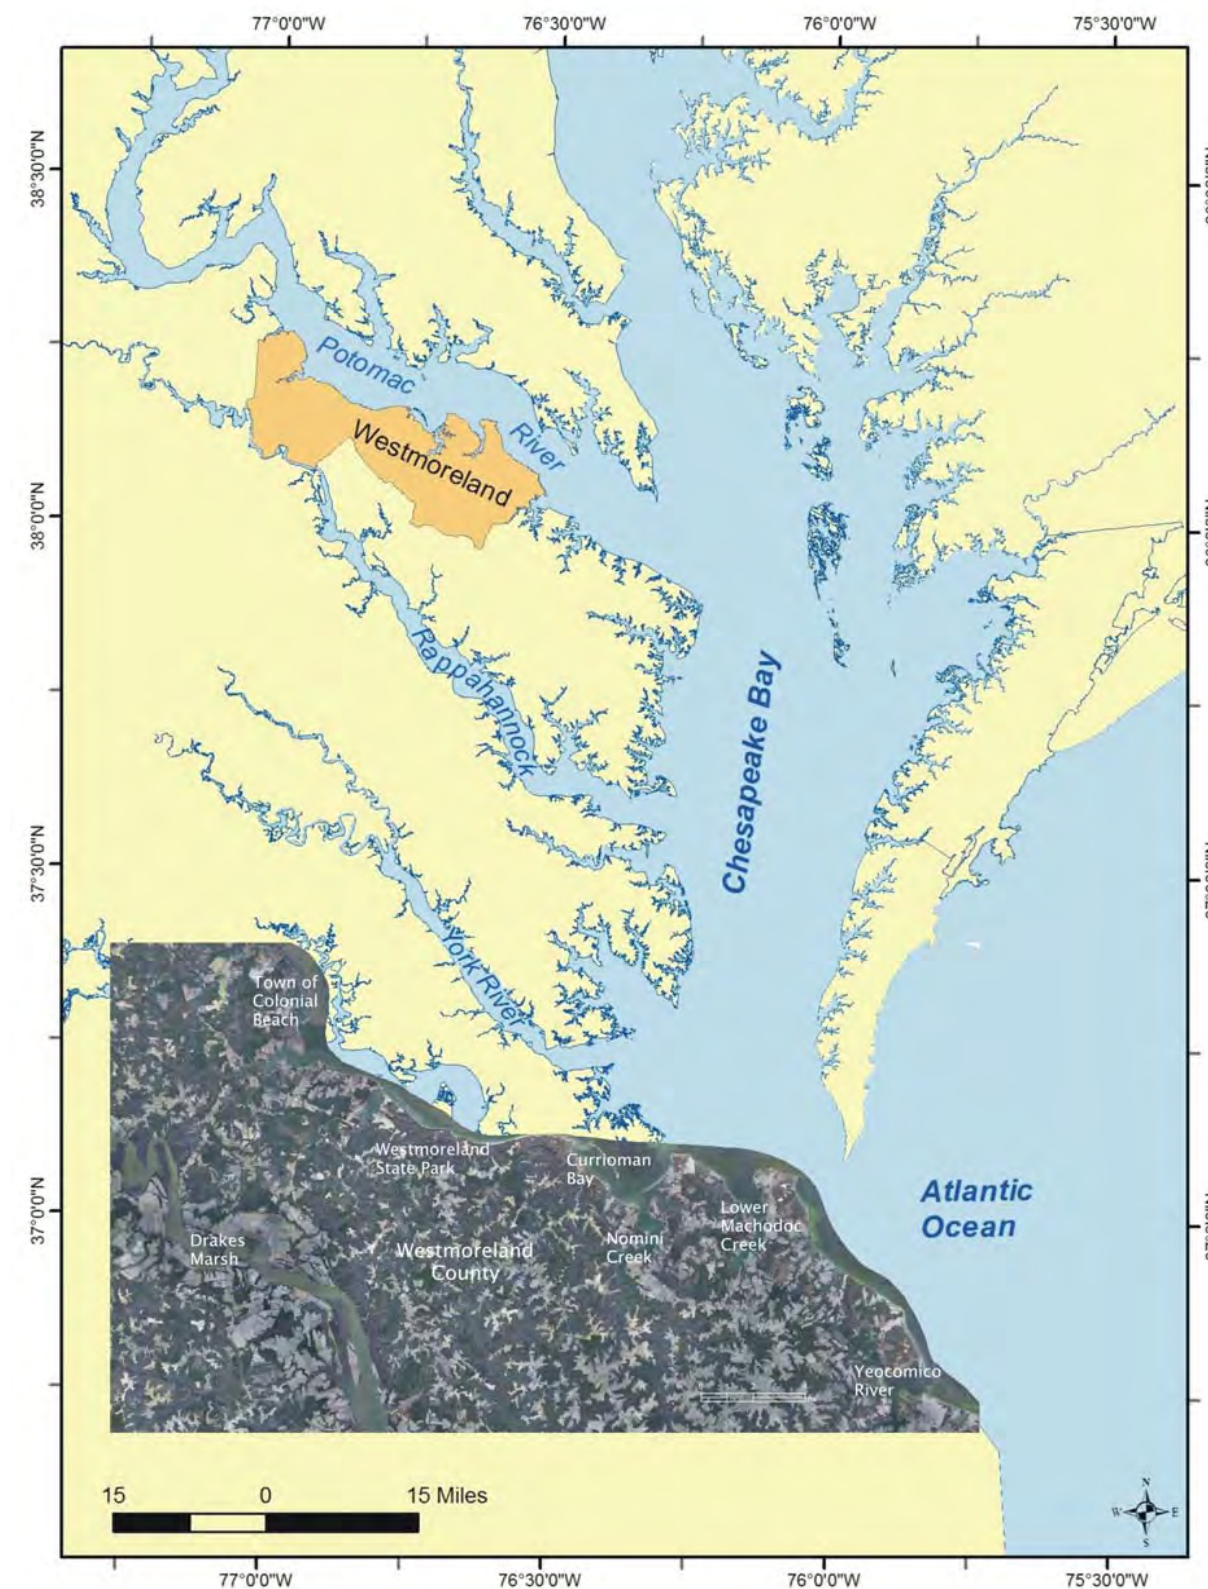 77°0'0"W
76°30'0"W
76°0'0"W
75°30'0"W
38°30'0"N
38°0'0"N
37°30'0"N
37°0'0"N
Potomac
River
Westmoreland
Rappahannock
Chesapeake Bay
York River
Atlantic
Ocean
Town of
Colonial
Beach
Westmoreland
State Park
Currioman
Bay
Lower
Machodoc
Creek
Nomini
Creek
Drakes
Marsh
Westmoreland
County
Yeocomico
River
15
0
15 Miles
N
W
E
S
77°0'0"W
76°30'0"W
76°0'0"W
75°30'0"W